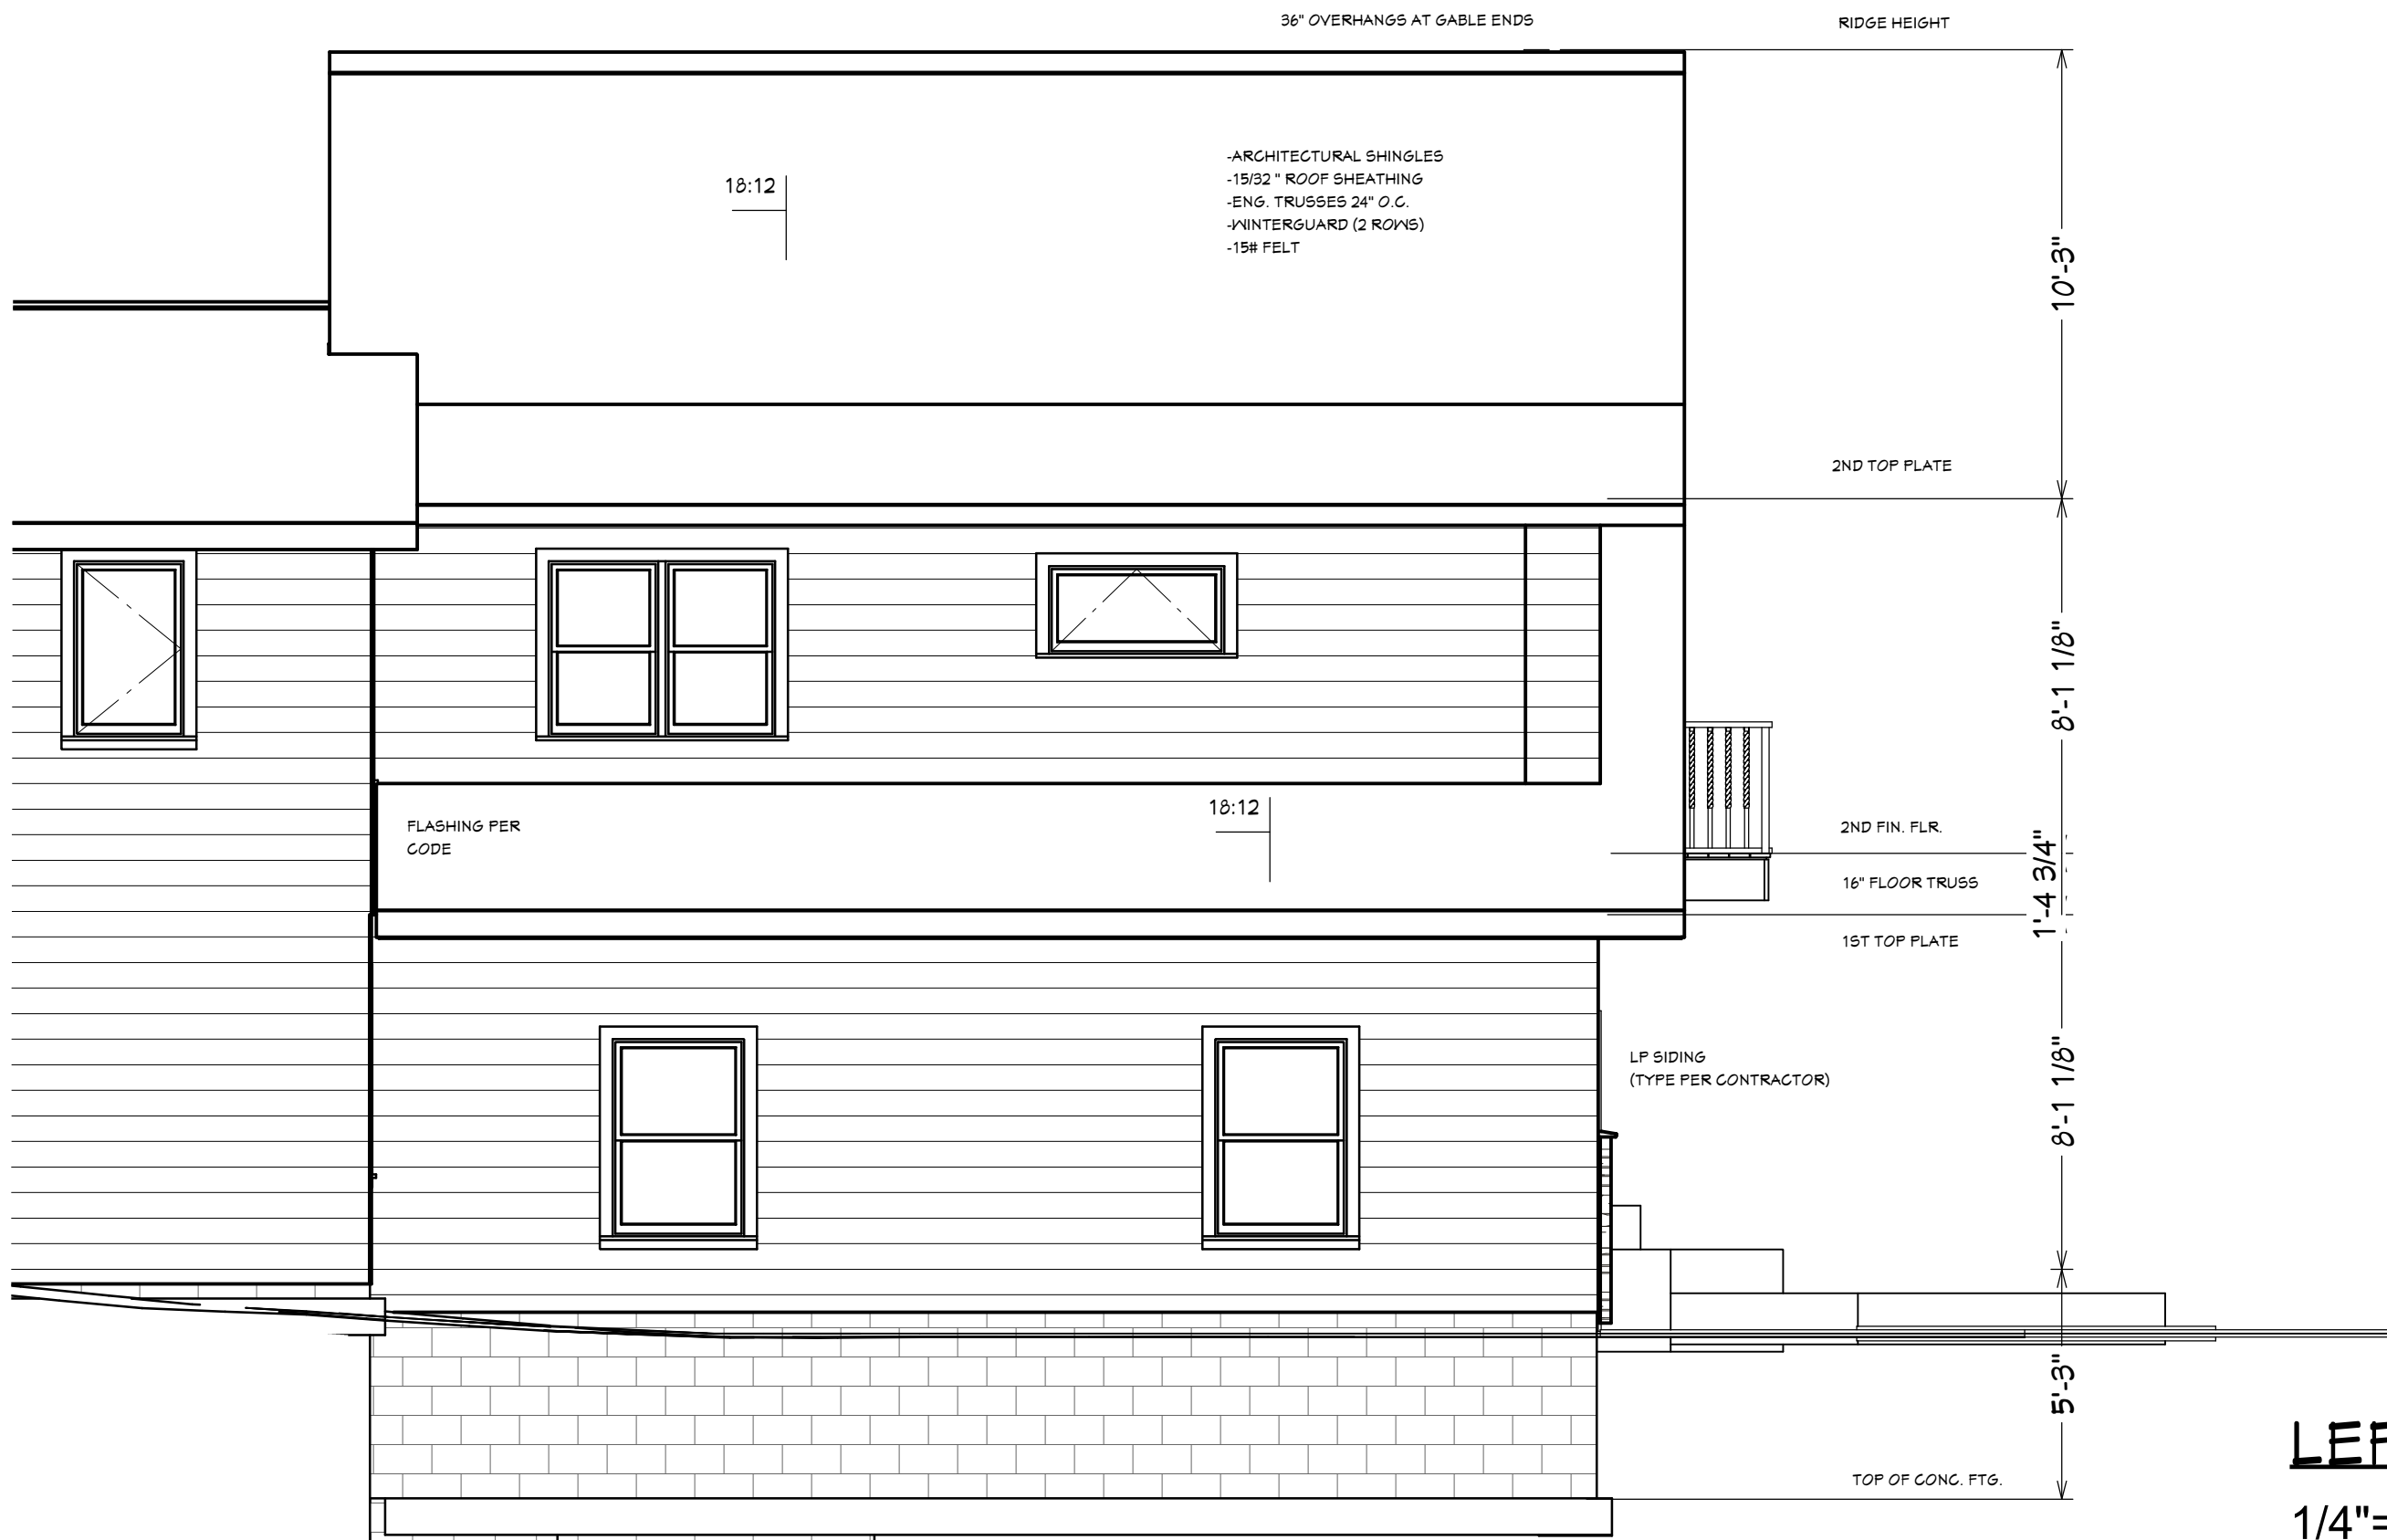 36" OVERHANGS AT GABLE ENDS
RIDGE HEIGHT
-ARCHITECTURAL SHINGLES
-15/32 " ROOF SHEATHING
-ENG. TRUSSES 24" O.C.
-WINTERGUARD (2 ROWS)
-15# FELT
18:12
10'-3"
2ND TOP PLATE
8'-1 1/8"
18:12
FLASHING PER
CODE
2ND FIN. FLR.
1'-4 3/4"
16" FLOOR TRUSS
1ST TOP PLATE
LP SIDING
(TYPE PER CONTRACTOR)
8'-1 1/8"
5'-3"
TOP OF CONC. FTG.
1/4"=